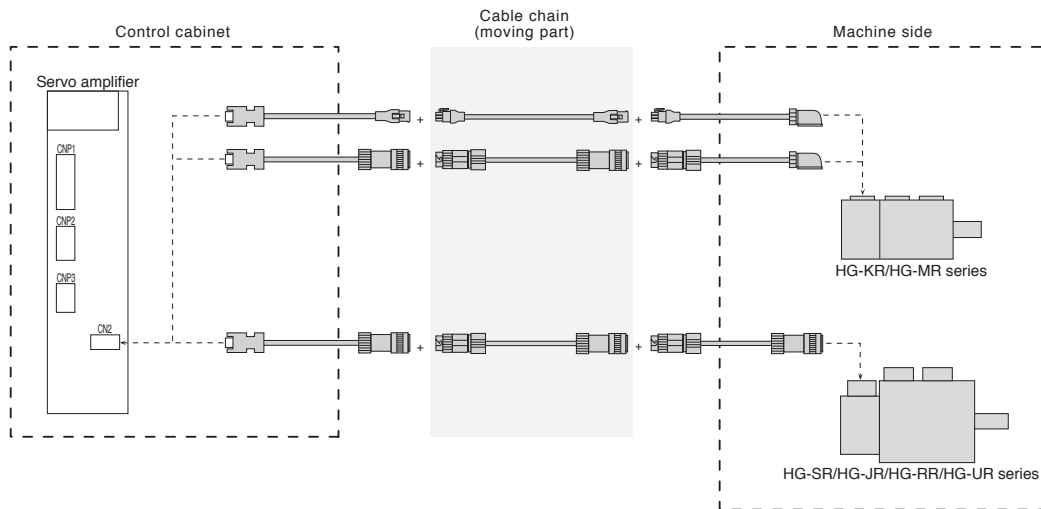 Control cabinet
Cable chain
(moving part)
Machine side
Servo amplifier
+
+
CNP1
+
+
CNP2
HG-KR/HG-MR series
CNP3
CN2
+
+
HG-SR/HG-JR/HG-RR/HG-UR series